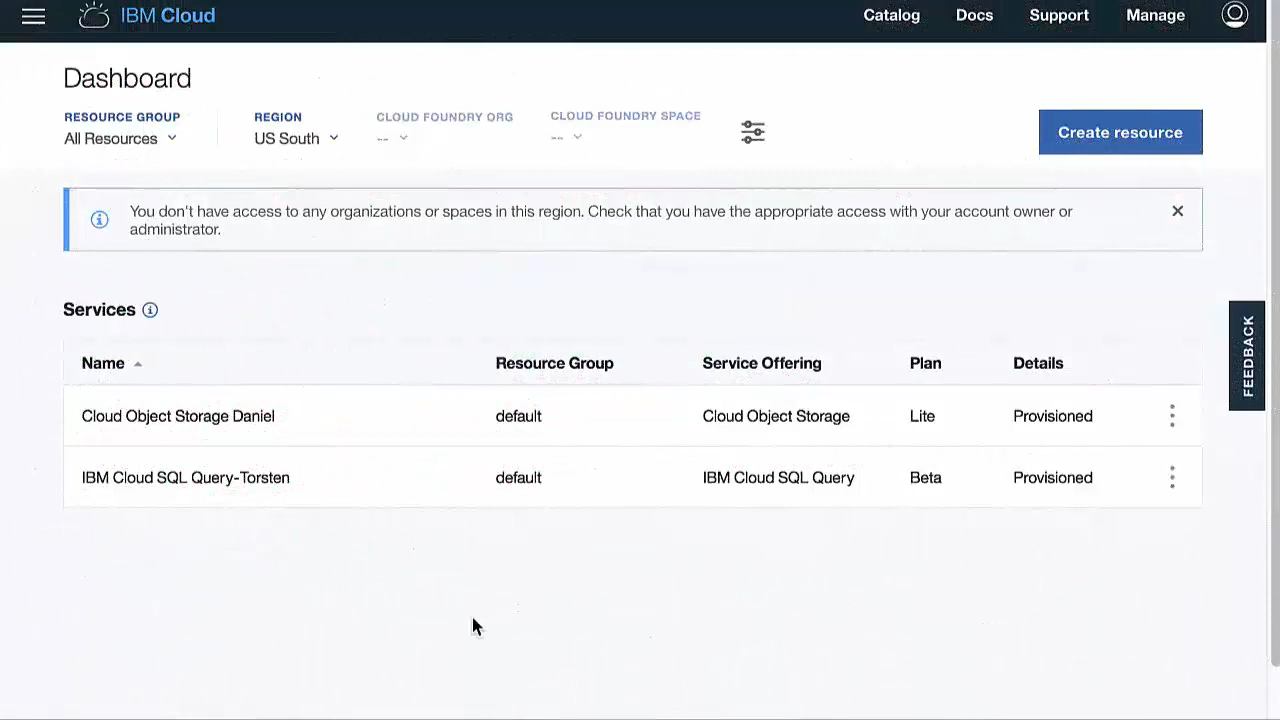 IBM Cloud
Catalog
Docs
Support
Manage
Dashboard
RESOURCE GROUP
All Resources
REGION
US South
CLOUD FOUNDRY ORG
--
CLOUD FOUNDRY SPACE
--
Create resource
You don't have access to any organizations or spaces in this region. Check that you have the appropriate access with your account owner or
administrator.
Services
FEEDBACK
Name Resource Group Service Offering Plan Details
Cloud Object Storage Daniel default Cloud Object Storage Lite Provisioned
IBM Cloud SQL Query-Torsten default IBM Cloud SQL Query Beta Provisioned